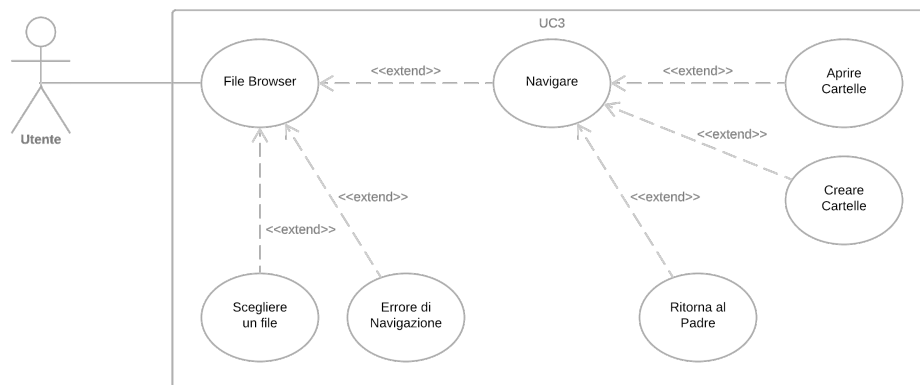 UC3
File Browser
<<extend>>
Navigare
<<extend>>
Aprire
Cartelle
Utente
<<extend>>
Creare
Cartelle
<<extend>>
<<extend>>
<<extend>>
Scegliere
un file
Errore di
Navigazione
Ritorna al
Padre